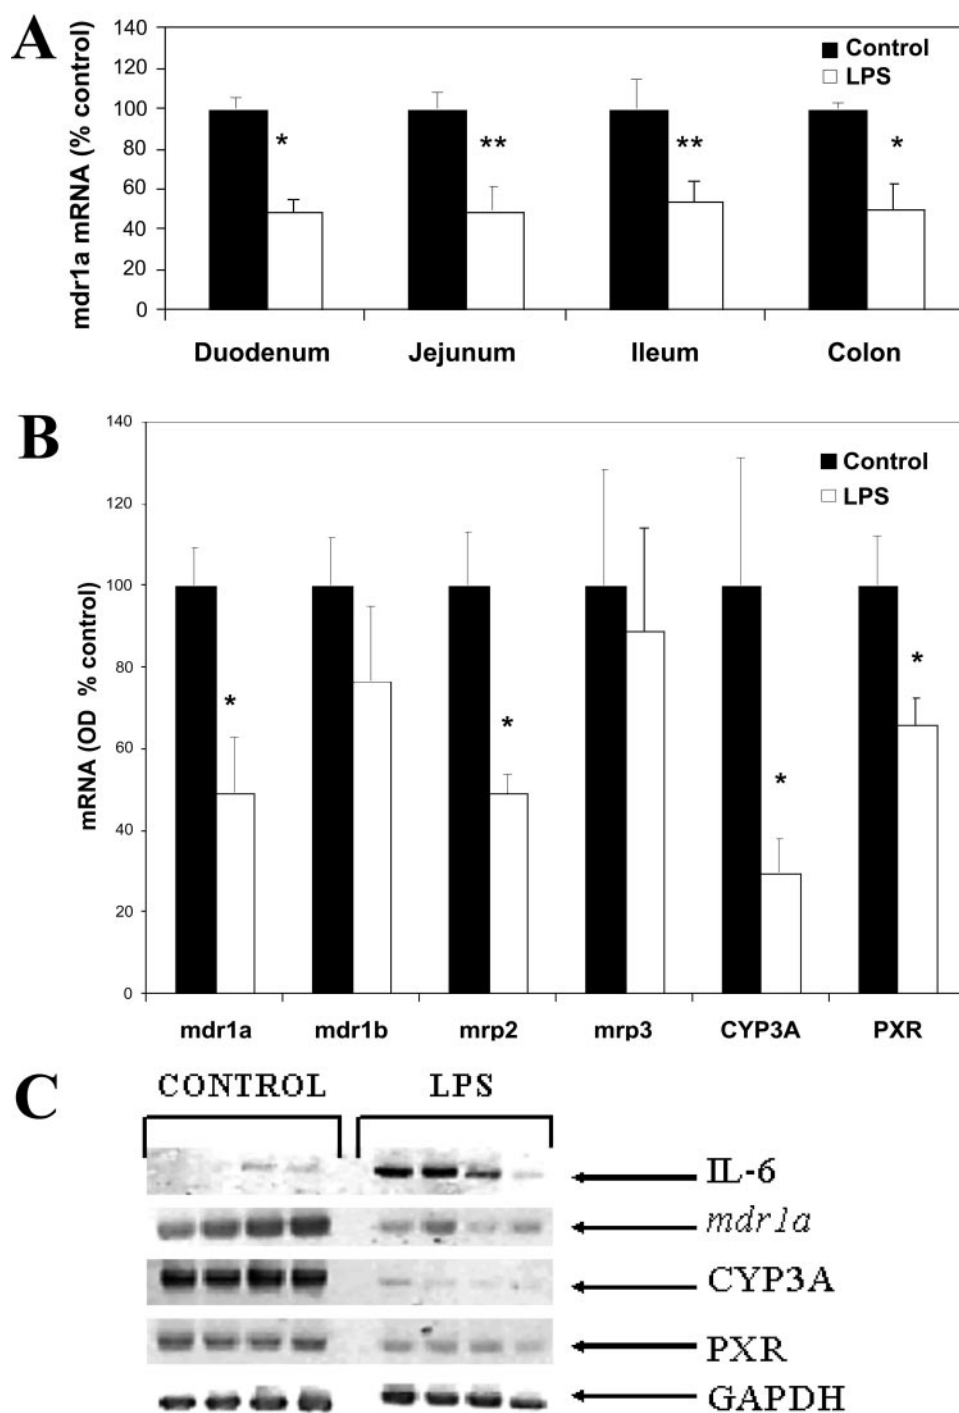 A
mdr1a mRNA (% control)
140
120
100
80
60
40
20
0
Control
LPS
*
**
**
*
Duodenum
Jejunum
Ileum
Colon
B
mRNA (OD % control)
140
120
100
80
60
40
20
0
Control
LPS
*
*
*
*
mdr1a
mdr1b
mrp2
mrp3
CYP3A
PXR
C
CONTROL
LPS
IL-6
mdr1a
CYP3A
PXR
GAPDH